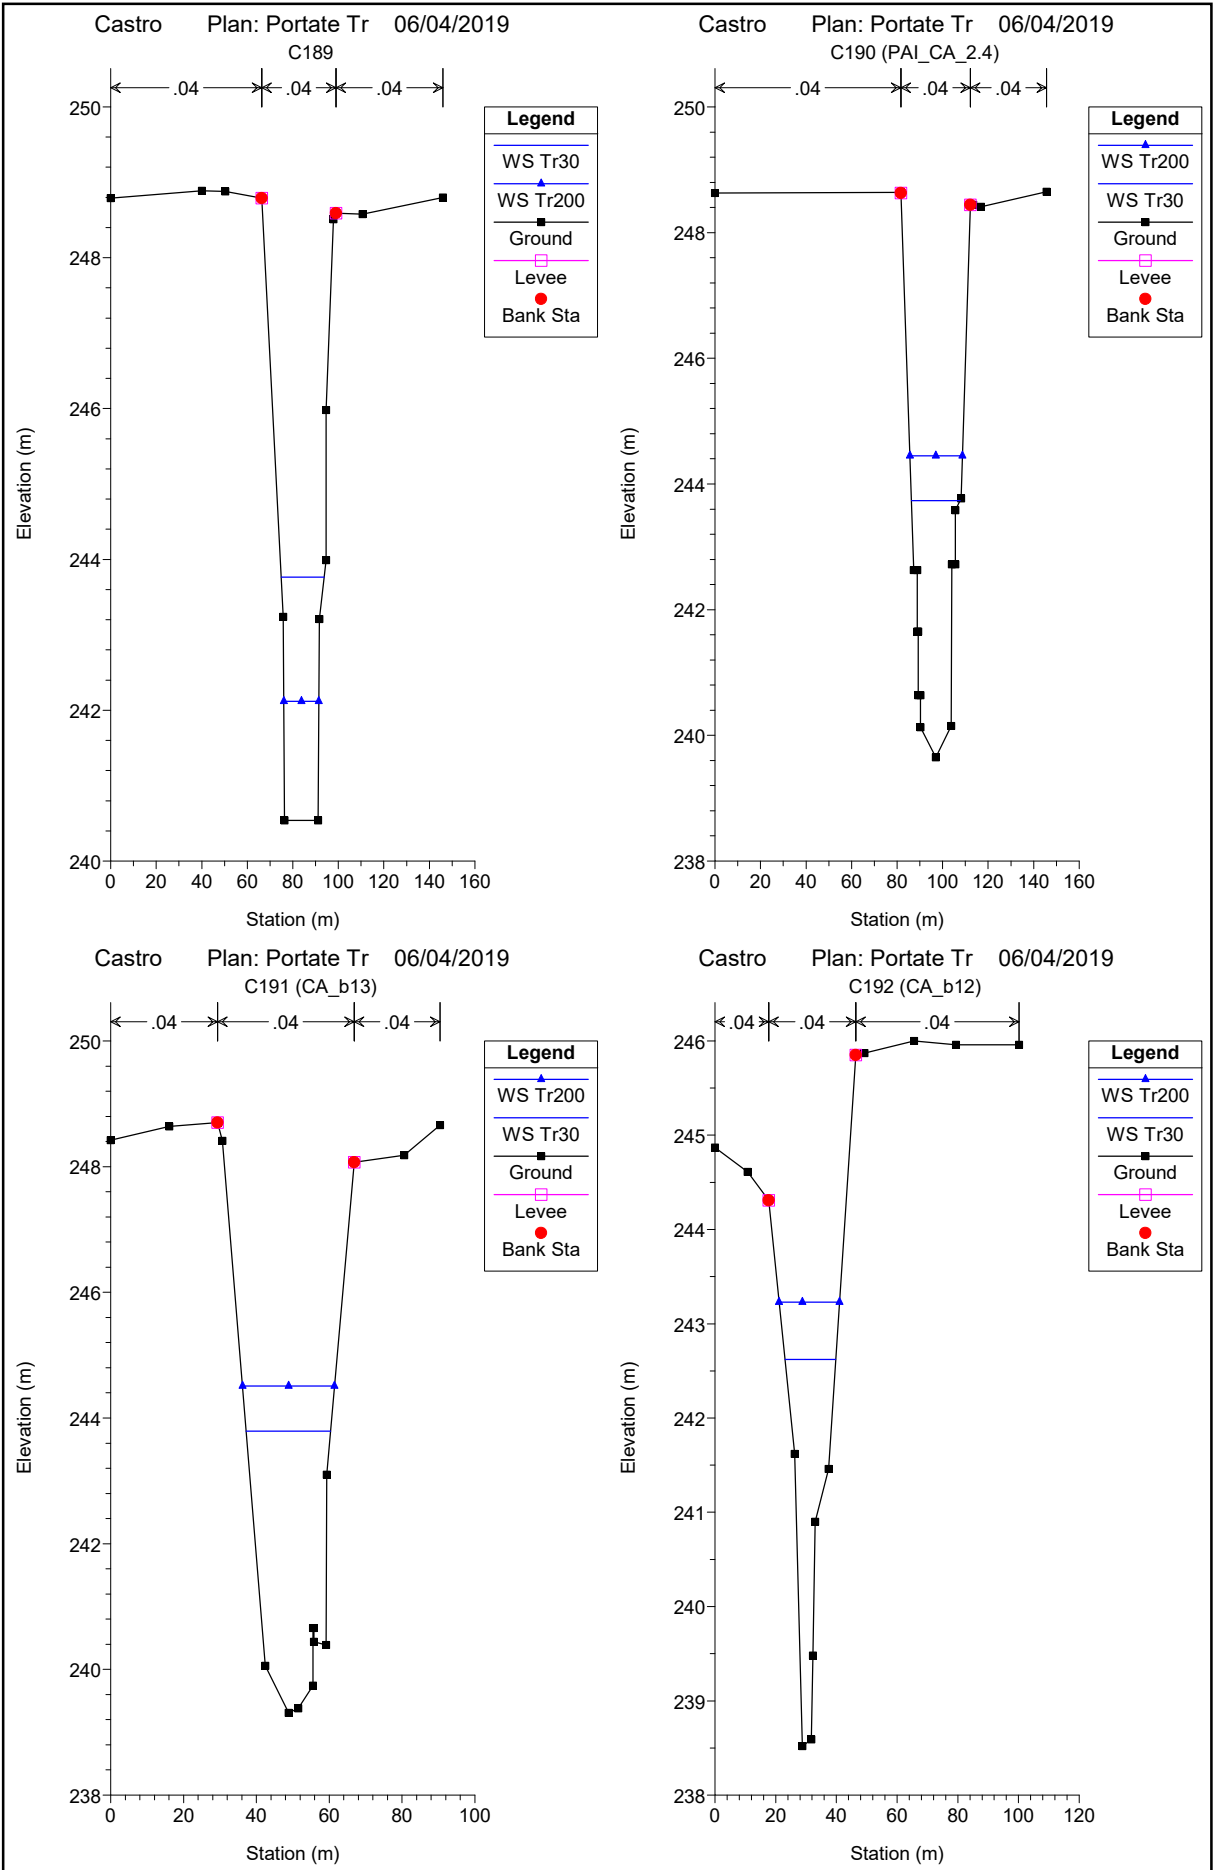 Castro Plan: Portate Tr 06/04/2019
C189
.04 .04 .04
250
248
246
244
242
240
0 20 40 60 80 100 120 140 160
Elevation (m)
Station (m)
Legend
WS Tr30
WS Tr200
Ground
Levee
Bank Sta
Castro Plan: Portate Tr 06/04/2019
C190 (PAI_CA_2.4)
.04 .04 .04
250
248
246
244
242
240
238
0 20 40 60 80 100 120 140 160
Elevation (m)
Station (m)
Legend
WS Tr200
WS Tr30
Ground
Levee
Bank Sta
Castro Plan: Portate Tr 06/04/2019
C191 (CA_b13)
.04 .04 .04
250
248
246
244
242
240
238
0 20 40 60 80 100
Elevation (m)
Station (m)
Legend
WS Tr200
WS Tr30
Ground
Levee
Bank Sta
Castro Plan: Portate Tr 06/04/2019
C192 (CA_b12)
.04 .04 .04
246
245
244
243
242
241
240
239
238
0 20 40 60 80 100 120
Elevation (m)
Station (m)
Legend
WS Tr200
WS Tr30
Ground
Levee
Bank Sta